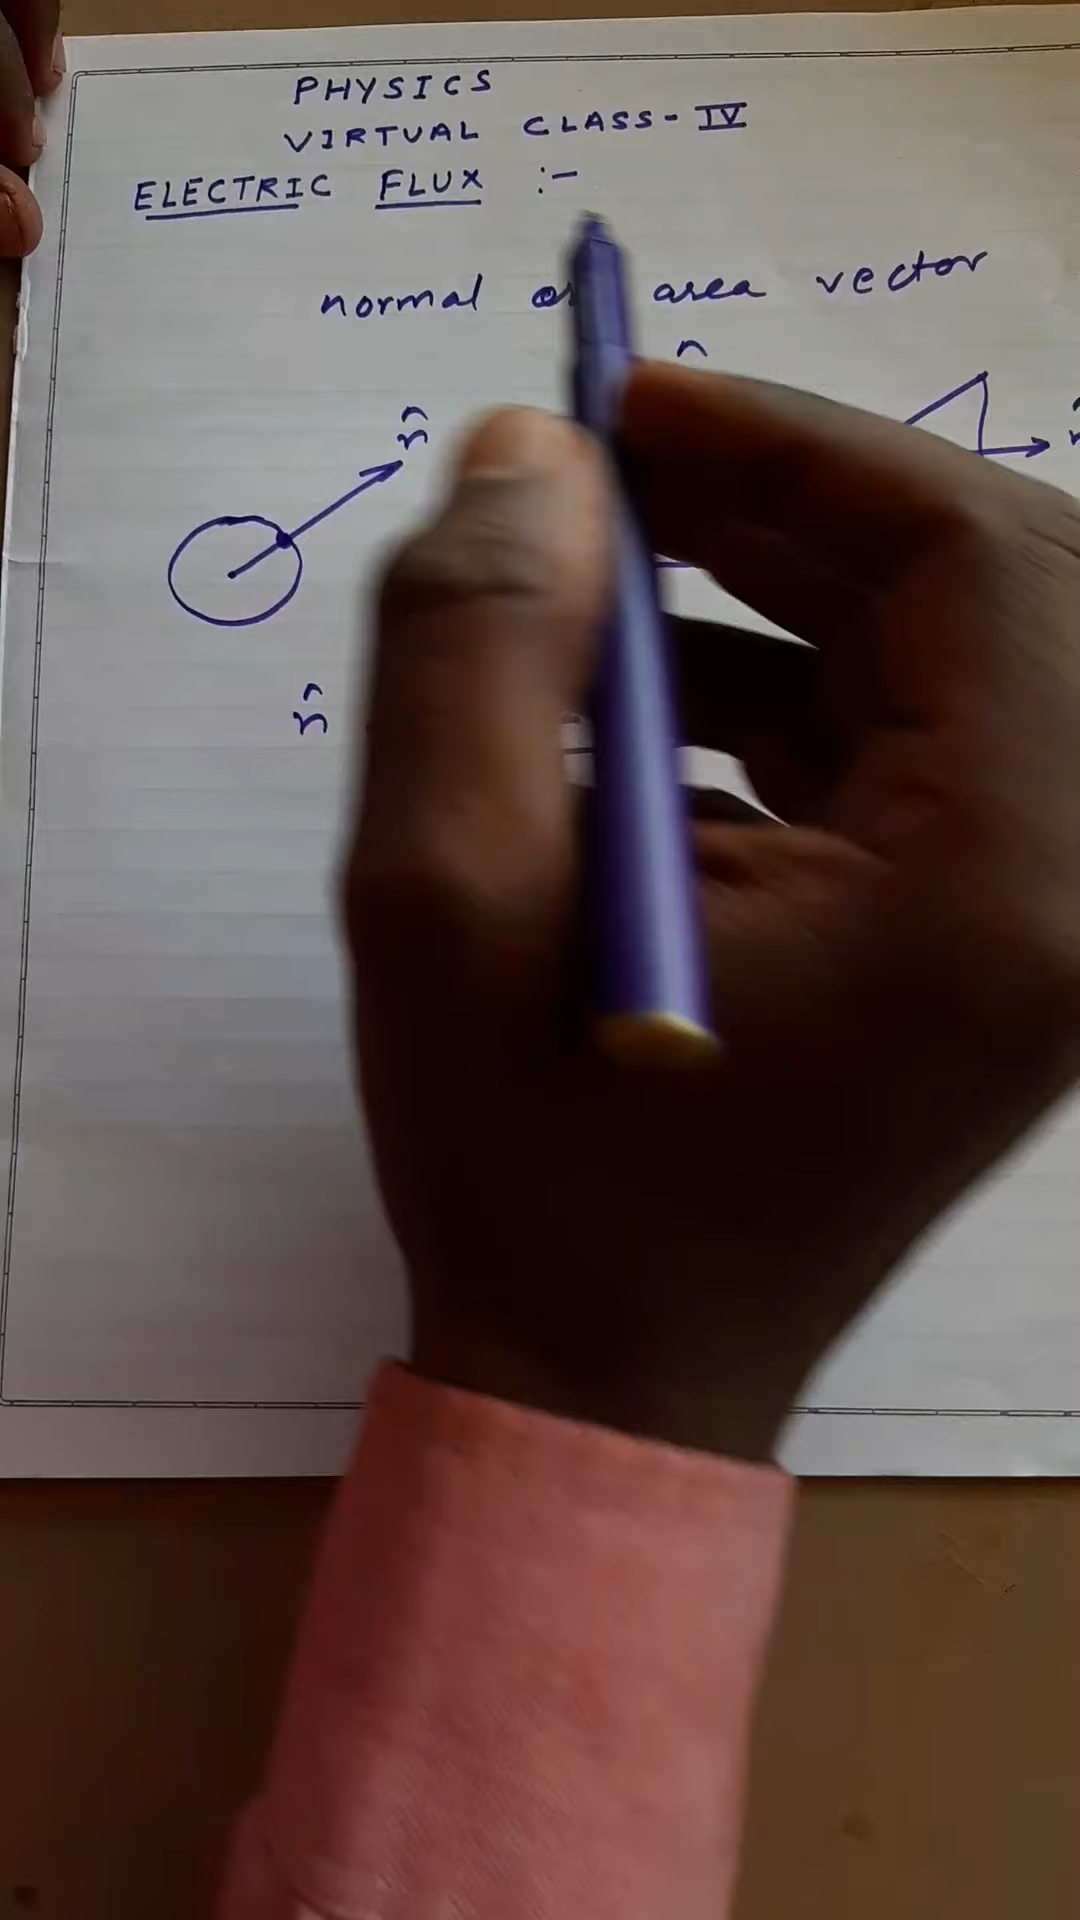 PHYSICS
VIRTUAL CLASS-IV
ELECTRIC FLUX :-
normal area vector
n̂
n̂